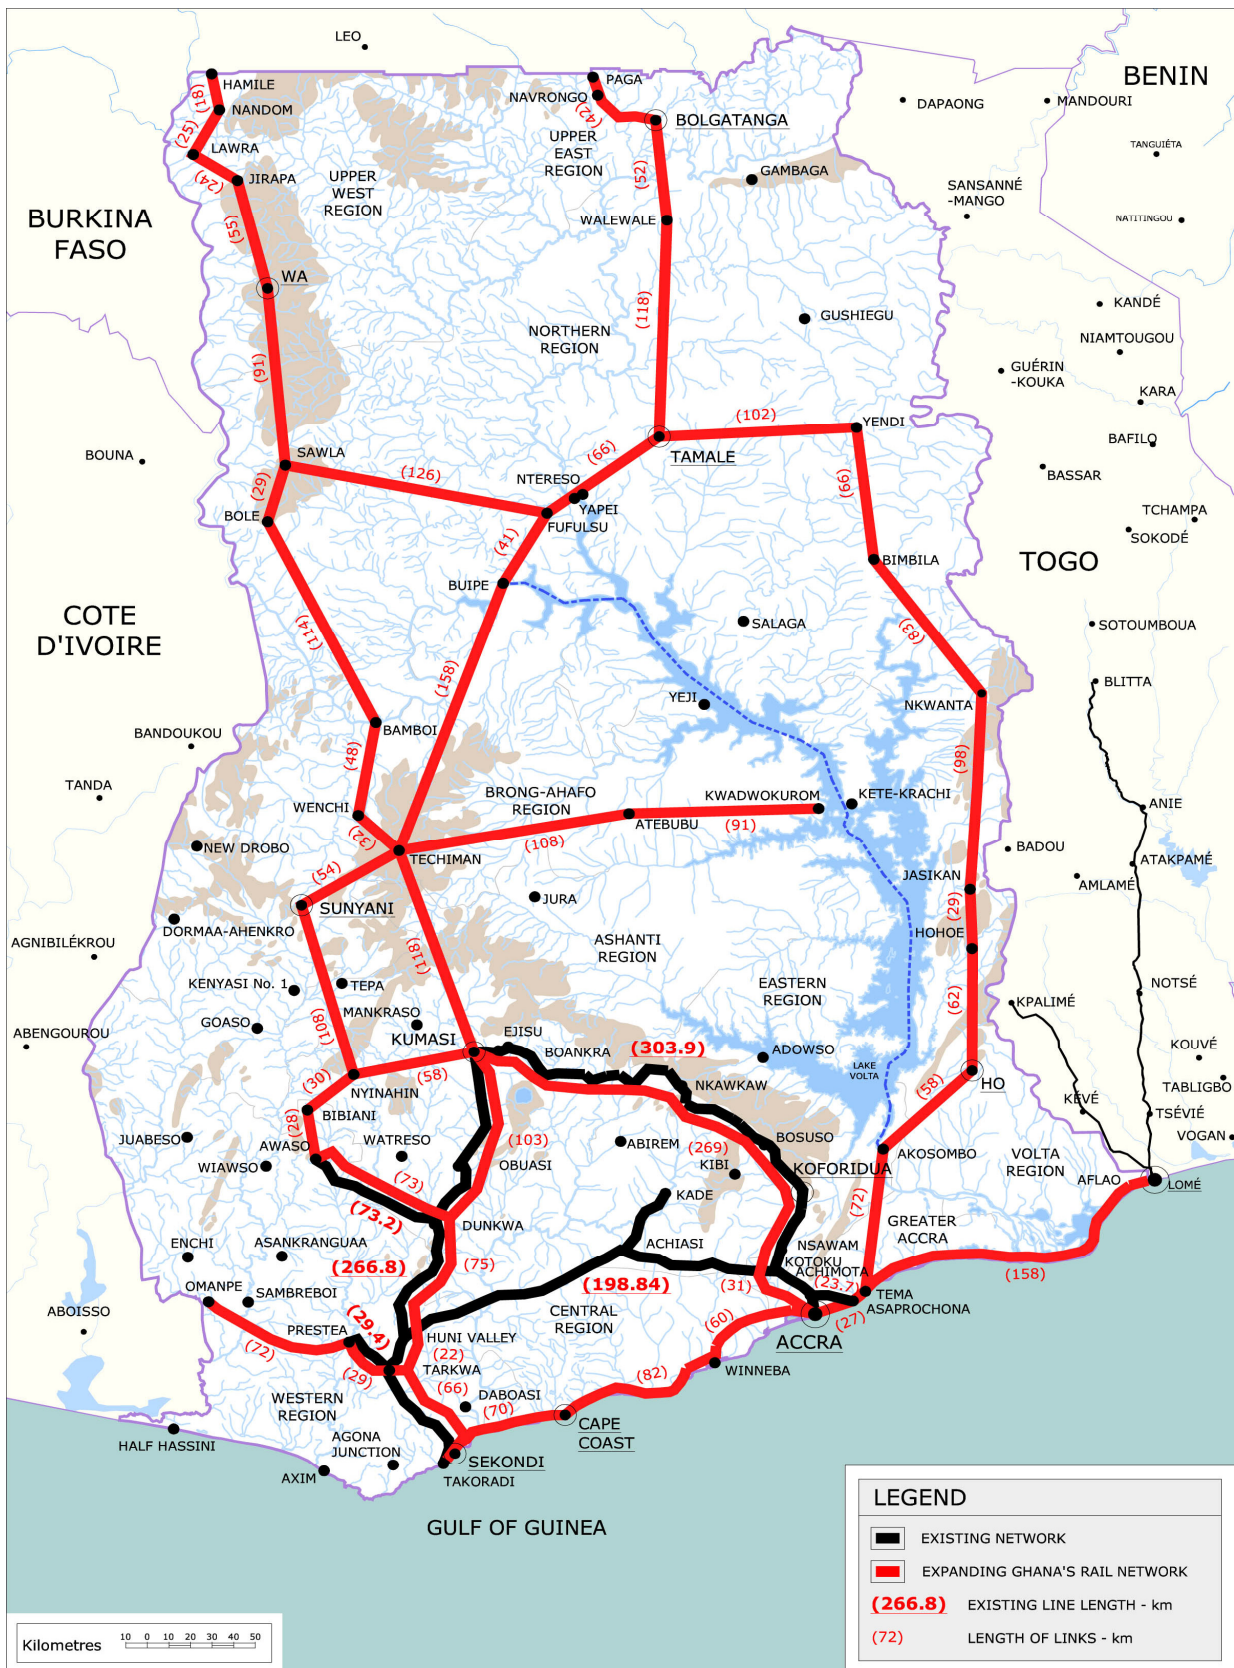 LEO
BENIN
HAMILE
PAGA
NAVRONGO
DAPAONG
MANDOURI
(18)
NANDOM
(42)
BOLGATANGA
(25)
UPPER
EAST
REGION
TANGUIÉTA
LAWRA
(24)
JIRAPA
UPPER
WEST
REGION
(52)
GAMBAGA
SANSANNÉ
-MANGO
BURKINA
FASO
(55)
WALEWALE
NATITINGOU
WA
(118)
GUSHIEGU
KANDÉ
NORTHERN
REGION
NIAMTOUGOU
(91)
GUÉRIN
-KOUKA
KARA
(102)
YENDI
BAFILO
BOUNA
SAWLA
(66)
TAMALE
BASSAR
(126)
NTERESO
(69)
(29)
YAPEI
BOLE
FUFULSU
TCHAMPA
SOKODÉ
(41)
BIMBILA
TOGO
BUIPE
COTE
D'IVOIRE
(114)
SALAGA
(83)
SOTOUMBOUA
(158)
BLITTA
YEJI
NKWANTA
BAMBOI
BANDOUKOU
(48)
(98)
TANDA
BRONG-AHAFO
REGION
KWADWOKUROM
KETE-KRACHI
ANIE
WENCHI
ATEBUBU
(91)
(32)
(108)
NEW DROBO
TECHIMAN
BADOU
ATAKPAMÉ
(54)
JASIKAN
AMLAMÉ
SUNYANI
JURA
(29)
DORMAA-AHENKRO
HOHOE
AGNIBILÉKROU
ASHANTI
REGION
(118)
KENYASI No. 1
TEPA
EASTERN
REGION
(62)
KPALIMÉ
NOTSÉ
MANKRASO
GOASO
(108)
EJISU
KUMASI
BOANKRA
(303.9)
ADOWSO
ABENGOUROU
KOUVÉ
LAKE
VOLTA
(58)
NKAWKAW
HO
TABLIGBO
(30)
NYINAHIN
(58)
KÉVÉ
BIBIANI
TSÉVIÉ
(28)
JUABESO
WATRESO
(103)
ABIREM
(269)
BOSUSO
VOGAN
AWASO
AKOSOMBO
VOLTA
REGION
WIAWSO
OBUASI
KIBI
KOFORIDUA
AFLAO
LOMÉ
(73)
KADE
(72)
(73.2)
DUNKWA
GREATER
ACCRA
ENCHI
ASANKRANGUAA
ACHIASI
NSAWAM
KOTOKU
(266.8)
(75)
ACHIMOTA
(158)
OMANPE
(198.84)
(31)
(23.7)
TEMA
SAMBREBOI
ASAPROCHONA
ABOISSO
(29.4)
CENTRAL
REGION
(60)
(27)
PRESTEA
HUNI VALLEY
ACCRA
(72)
(22)
(29)
TARKWA
WINNEBA
(82)
(66)
WESTERN
REGION
DABOASI
(70)
CAPE
COAST
HALF HASSINI
AGONA
JUNCTION
SEKONDI
AXIM
TAKORADI
GULF OF GUINEA
LEGEND
EXISTING NETWORK
EXPANDING GHANA'S RAIL NETWORK
(266.8) EXISTING LINE LENGTH - km
(72) LENGTH OF LINKS - km
Kilometres 10 0 10 20 30 40 50